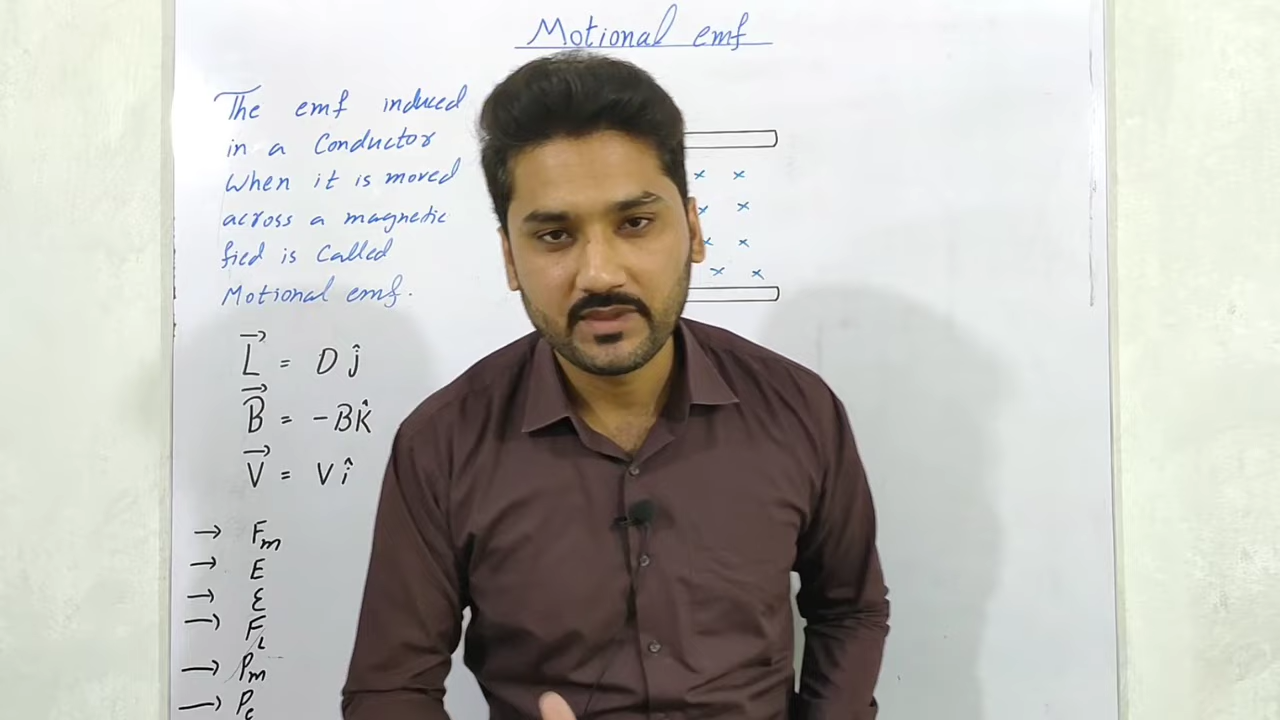 Motional emf
The emf induced
in a Conductor
When it is moved
across a magnetic
fied is Called
Motional emf.
L⃗ = D ĵ
B⃗ = -B K̂
V⃗ = V î
→ Fm
→ E
→ ε
→ FL
→ Pm
→ Pe
x x
x x
x x
x x